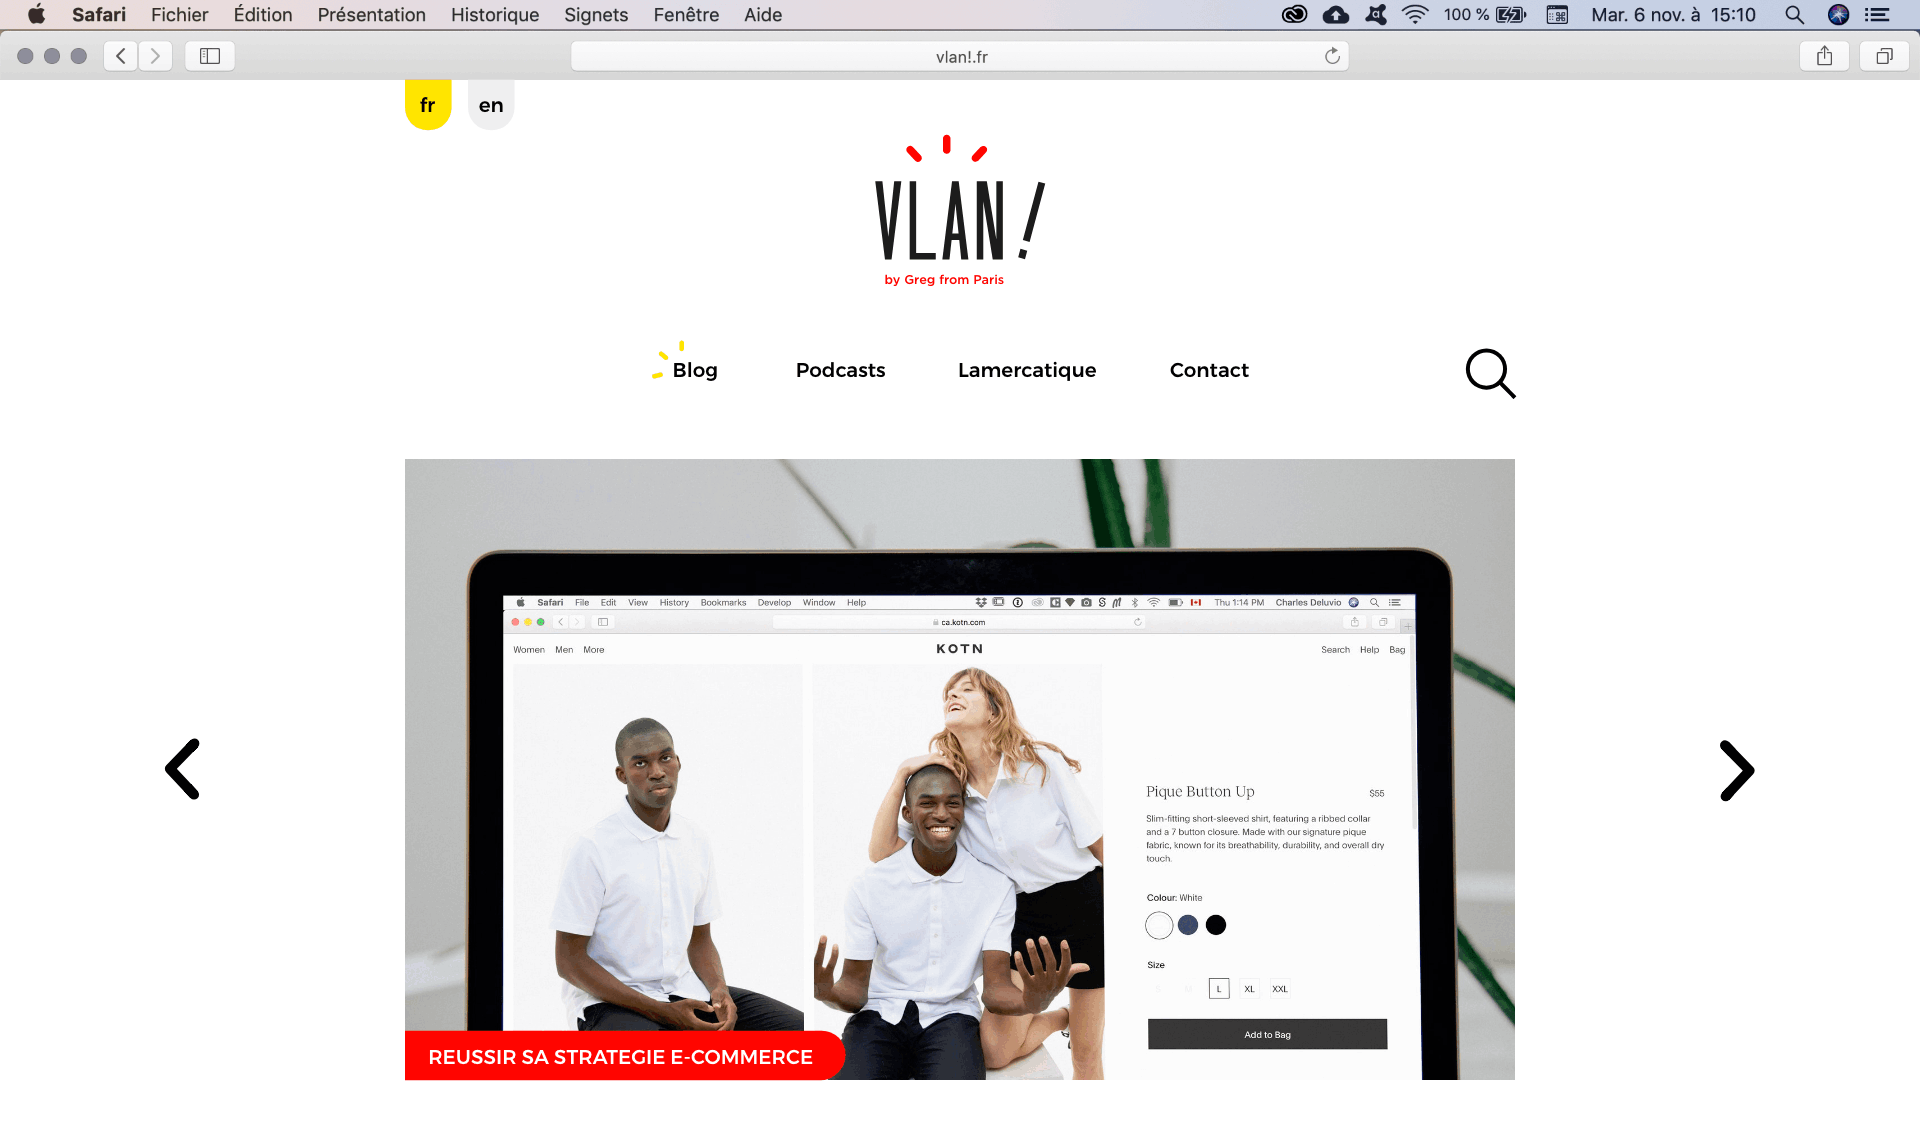 Safari Fichier Édition Présentation Historique Signets Fenêtre Aide 100 % Mar. 6 nov. à 15:10
vlan!.fr
fr en
VLAN!
by Greg from Paris
Blog Podcasts Lamercatique Contact
Safari File Edit View History Bookmarks Develop Window Help Thu 1:14 PM Charles Deluvio
ca.kotn.com
Women Men More KOTN Search Help Bag
Pique Button Up $55
Slim-fitting short-sleeved shirt, featuring a ribbed collar
and a 7 button closure. Made with our signature pique
fabric, known for its breathability, durability, and overall dry
touch.
Colour: White
Size
L XL XXL
Add to Bag
REUSSIR SA STRATEGIE E-COMMERCE